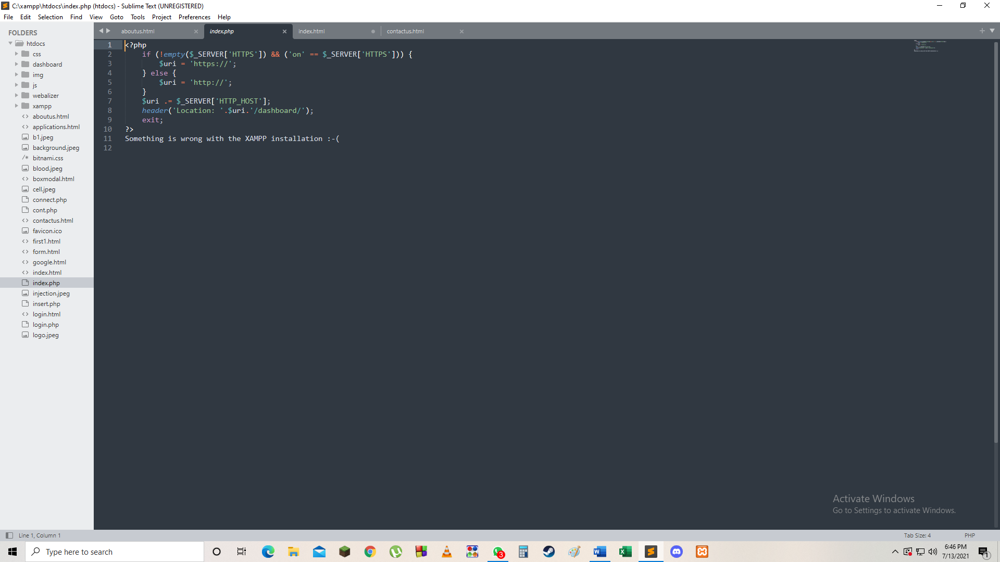 C:\xampp\htdocs\index.php (htdocs) - Sublime Text (UNREGISTERED)
File Edit Selection Find View Goto Tools Project Preferences Help
FOLDERS
htdocs
css
dashboard
img
js
webalizer
xampp
aboutus.html
applications.html
b1.jpeg
background.jpeg
/* bitnami.css
blood.jpeg
boxmodal.html
cell.jpeg
connect.php
cont.php
contactus.html
favicon.ico
first1.html
form.html
google.html
index.html
index.php
injection.jpeg
insert.php
login.html
login.php
logo.jpeg
aboutus.html index.php index.html contactus.html
1 <?php
2     if (!empty($_SERVER['HTTPS']) && ('on' == $_SERVER['HTTPS'])) {
3         $uri = 'https://';
4     } else {
5         $uri = 'http://';
6     }
7     $uri .= $_SERVER['HTTP_HOST'];
8     header('Location: '.$uri.'/dashboard/');
9     exit;
10 ?>
11 Something is wrong with the XAMPP installation :-(
12
Activate Windows
Go to Settings to activate Windows.
Line 1, Column 1 Tab Size: 4 PHP
Type here to search
3
6:46 PM
7/13/2021
1